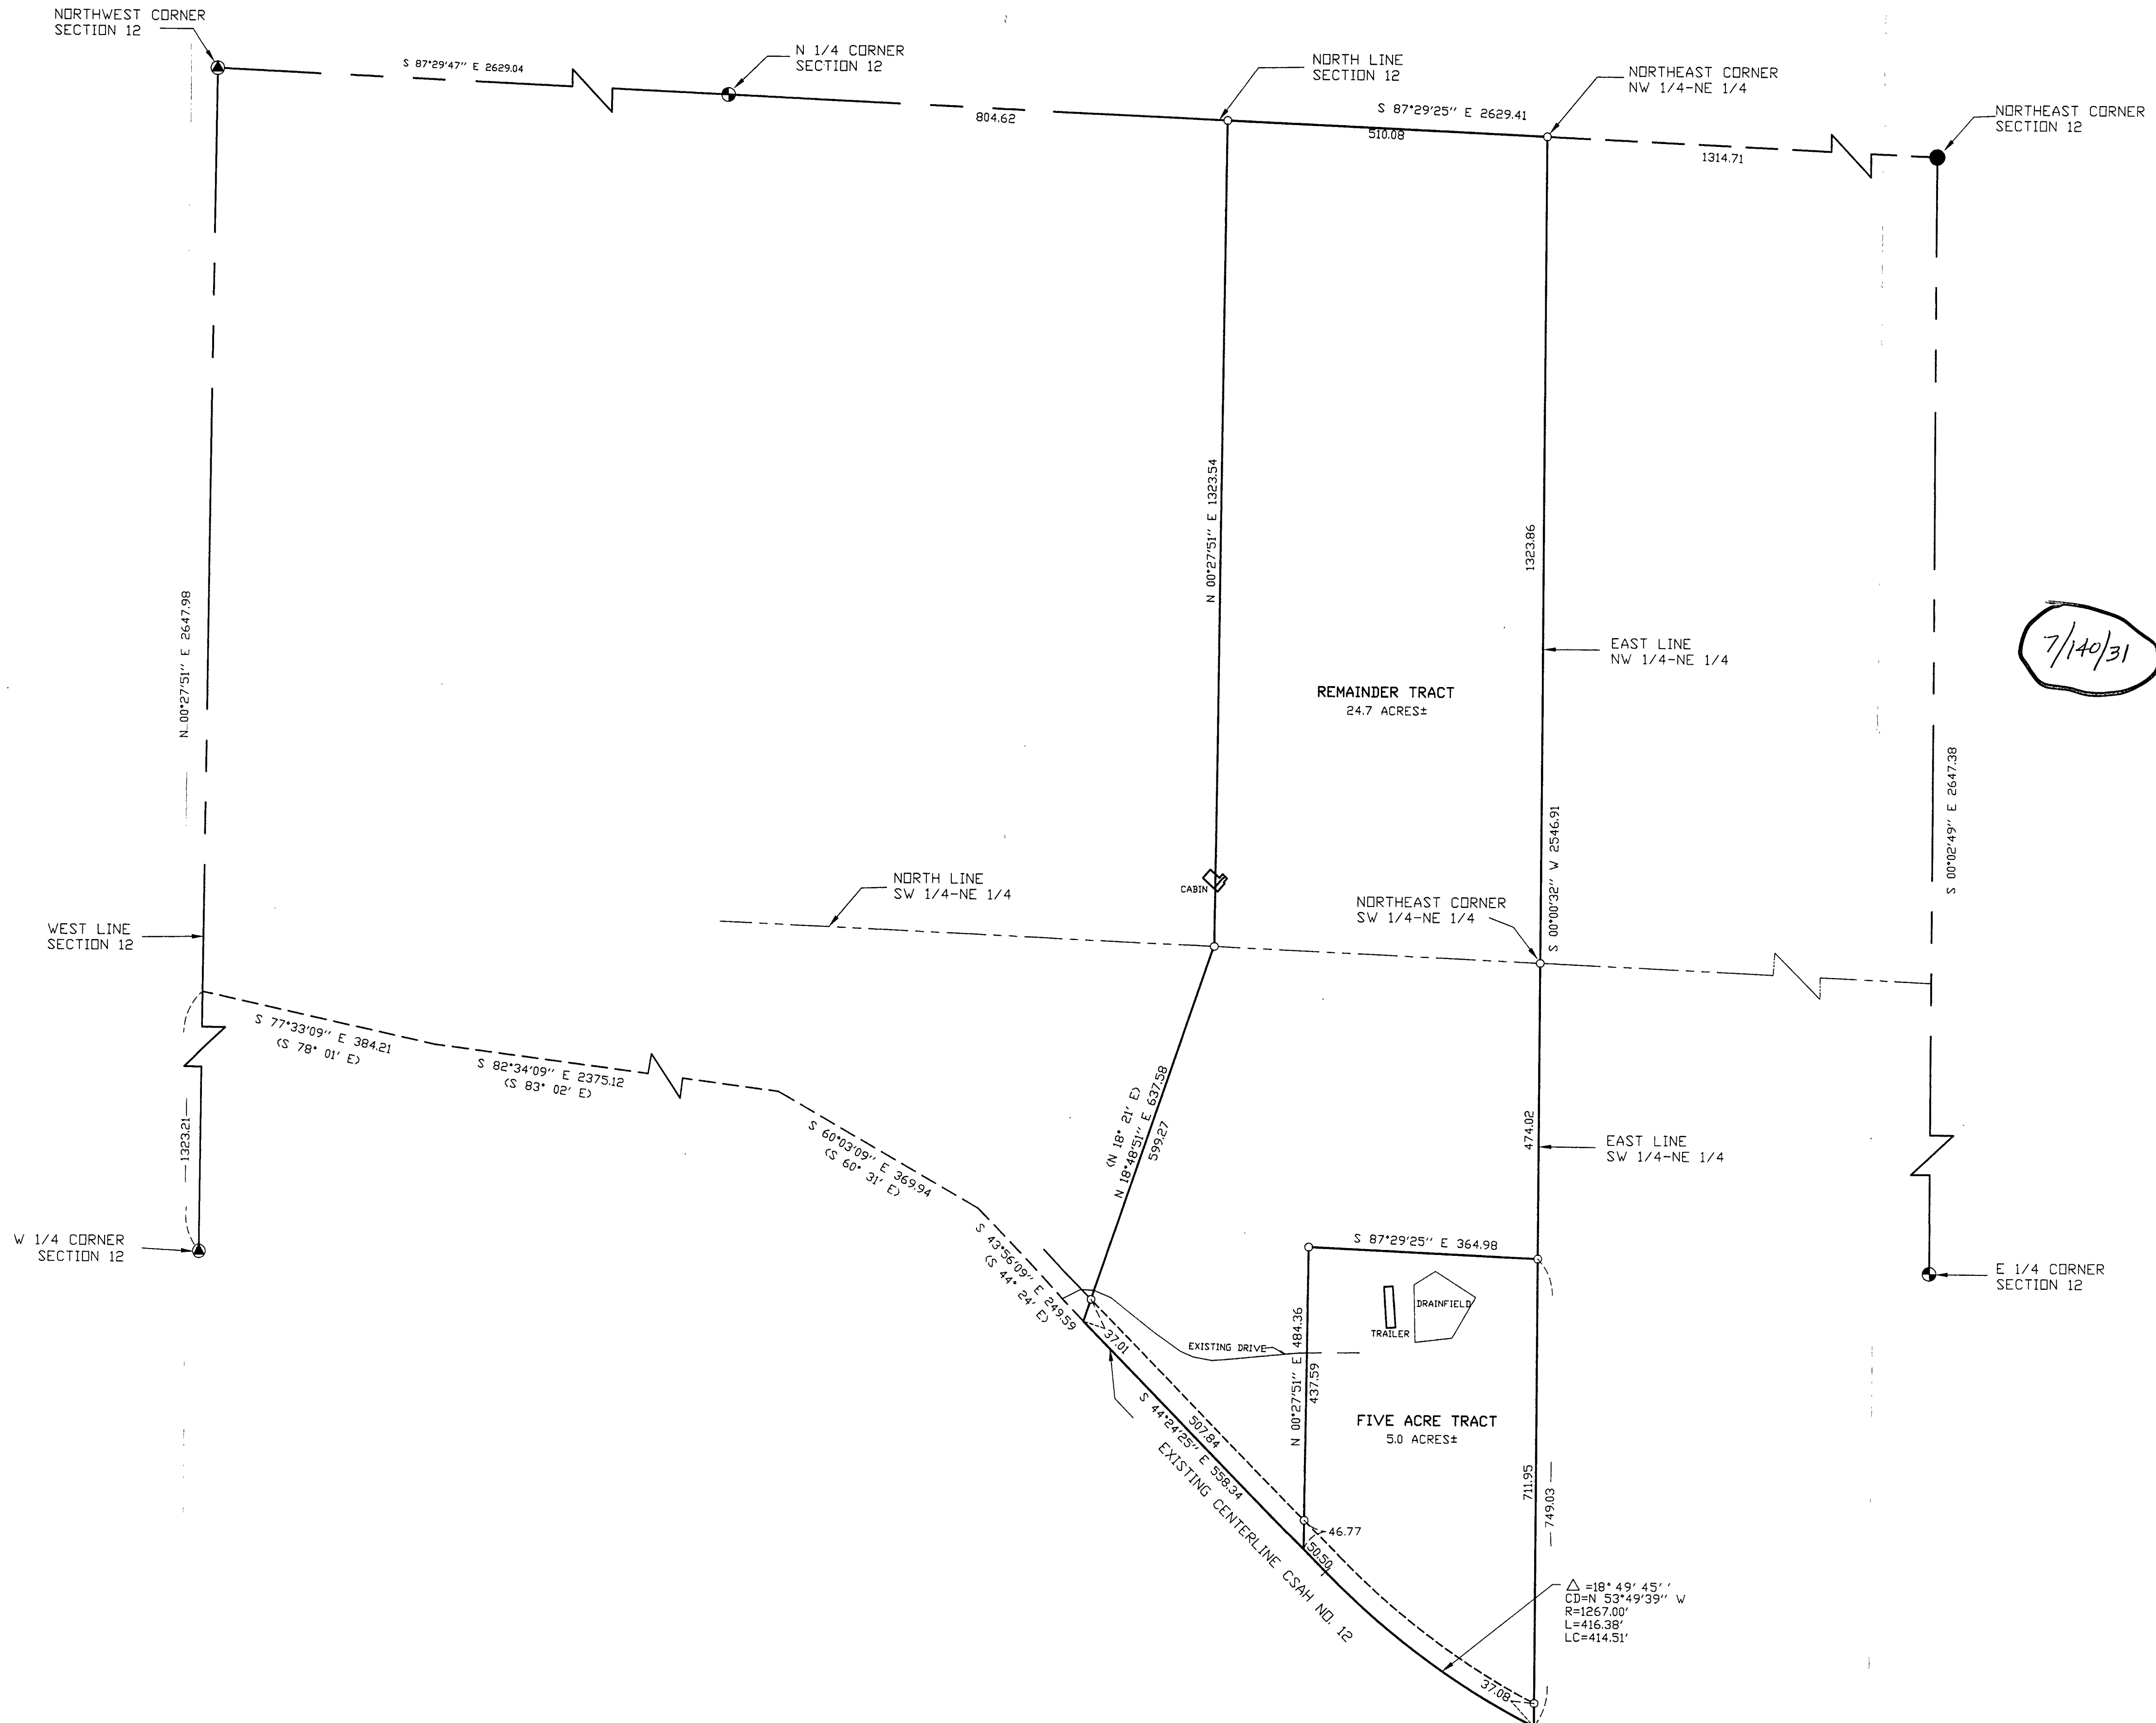 NORTHWEST CORNER
SECTION 12
S 87°29'47" E 2629.04
N 1/4 CORNER
SECTION 12
804.62
NORTH LINE
SECTION 12
S 87°29'25" E 2629.41
510.08
NORTHEAST CORNER
NW 1/4-NE 1/4
1314.71
NORTHEAST CORNER
SECTION 12
N 00°27'51" E 2647.98
N 00°27'51" E 1323.54
1323.86
EAST LINE
NW 1/4-NE 1/4
7/140/31
REMAINDER TRACT
24.7 ACRES±
S 00°02'49" E 2647.38
S 00°00'32" W 2546.91
CABIN
NORTH LINE
SW 1/4-NE 1/4
NORTHEAST CORNER
SW 1/4-NE 1/4
WEST LINE
SECTION 12
S 77°33'09" E 384.21
(S 78° 01' E)
S 82°34'09" E 2375.12
(S 83° 02' E)
S 60°03'09" E 369.94
(S 60° 31' E)
(N 18° 21' E)
N 18°48'51" E 637.58
599.27
474.02
EAST LINE
SW 1/4-NE 1/4
1323.21
W 1/4 CORNER
SECTION 12
S 43°56'09" E 249.59
(S 44° 24' E)
S 87°29'25" E 364.98
E 1/4 CORNER
SECTION 12
DRAINFIELD
TRAILER
37.01
EXISTING DRIVE
N 00°27'51" E 484.36
437.59
FIVE ACRE TRACT
5.0 ACRES±
507.84
S 44°24'25" E 558.34
EXISTING CENTERLINE CSAH NO. 12
711.95
749.03
46.77
50.50
△ =18° 49' 45''
CD=N 53°49'39'' W
R=1267.00'
L=416.38'
LC=414.51'
37.08